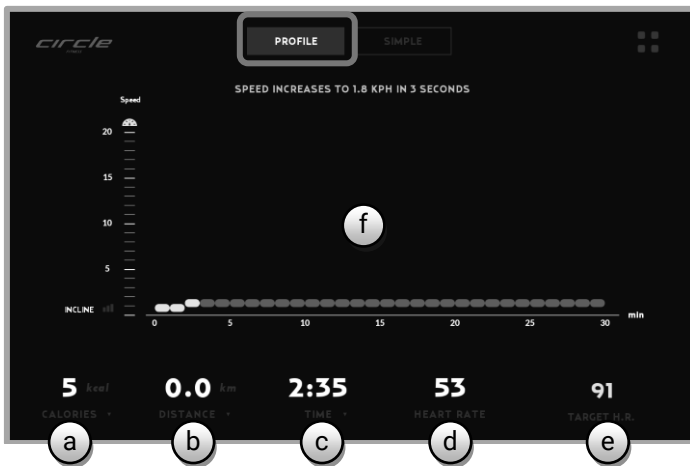 circle
PROFILE SIMPLE
SPEED INCREASES TO 1.8 KPH IN 3 SECONDS
Speed
20
15
10
5
f
INCLINE
min
0 5 10 15 20 25 30
5 kcal 0.0 km 2:35 53 91
CALORIES DISTANCE TIME HEART RATE TARGET H.R.
a b c d e